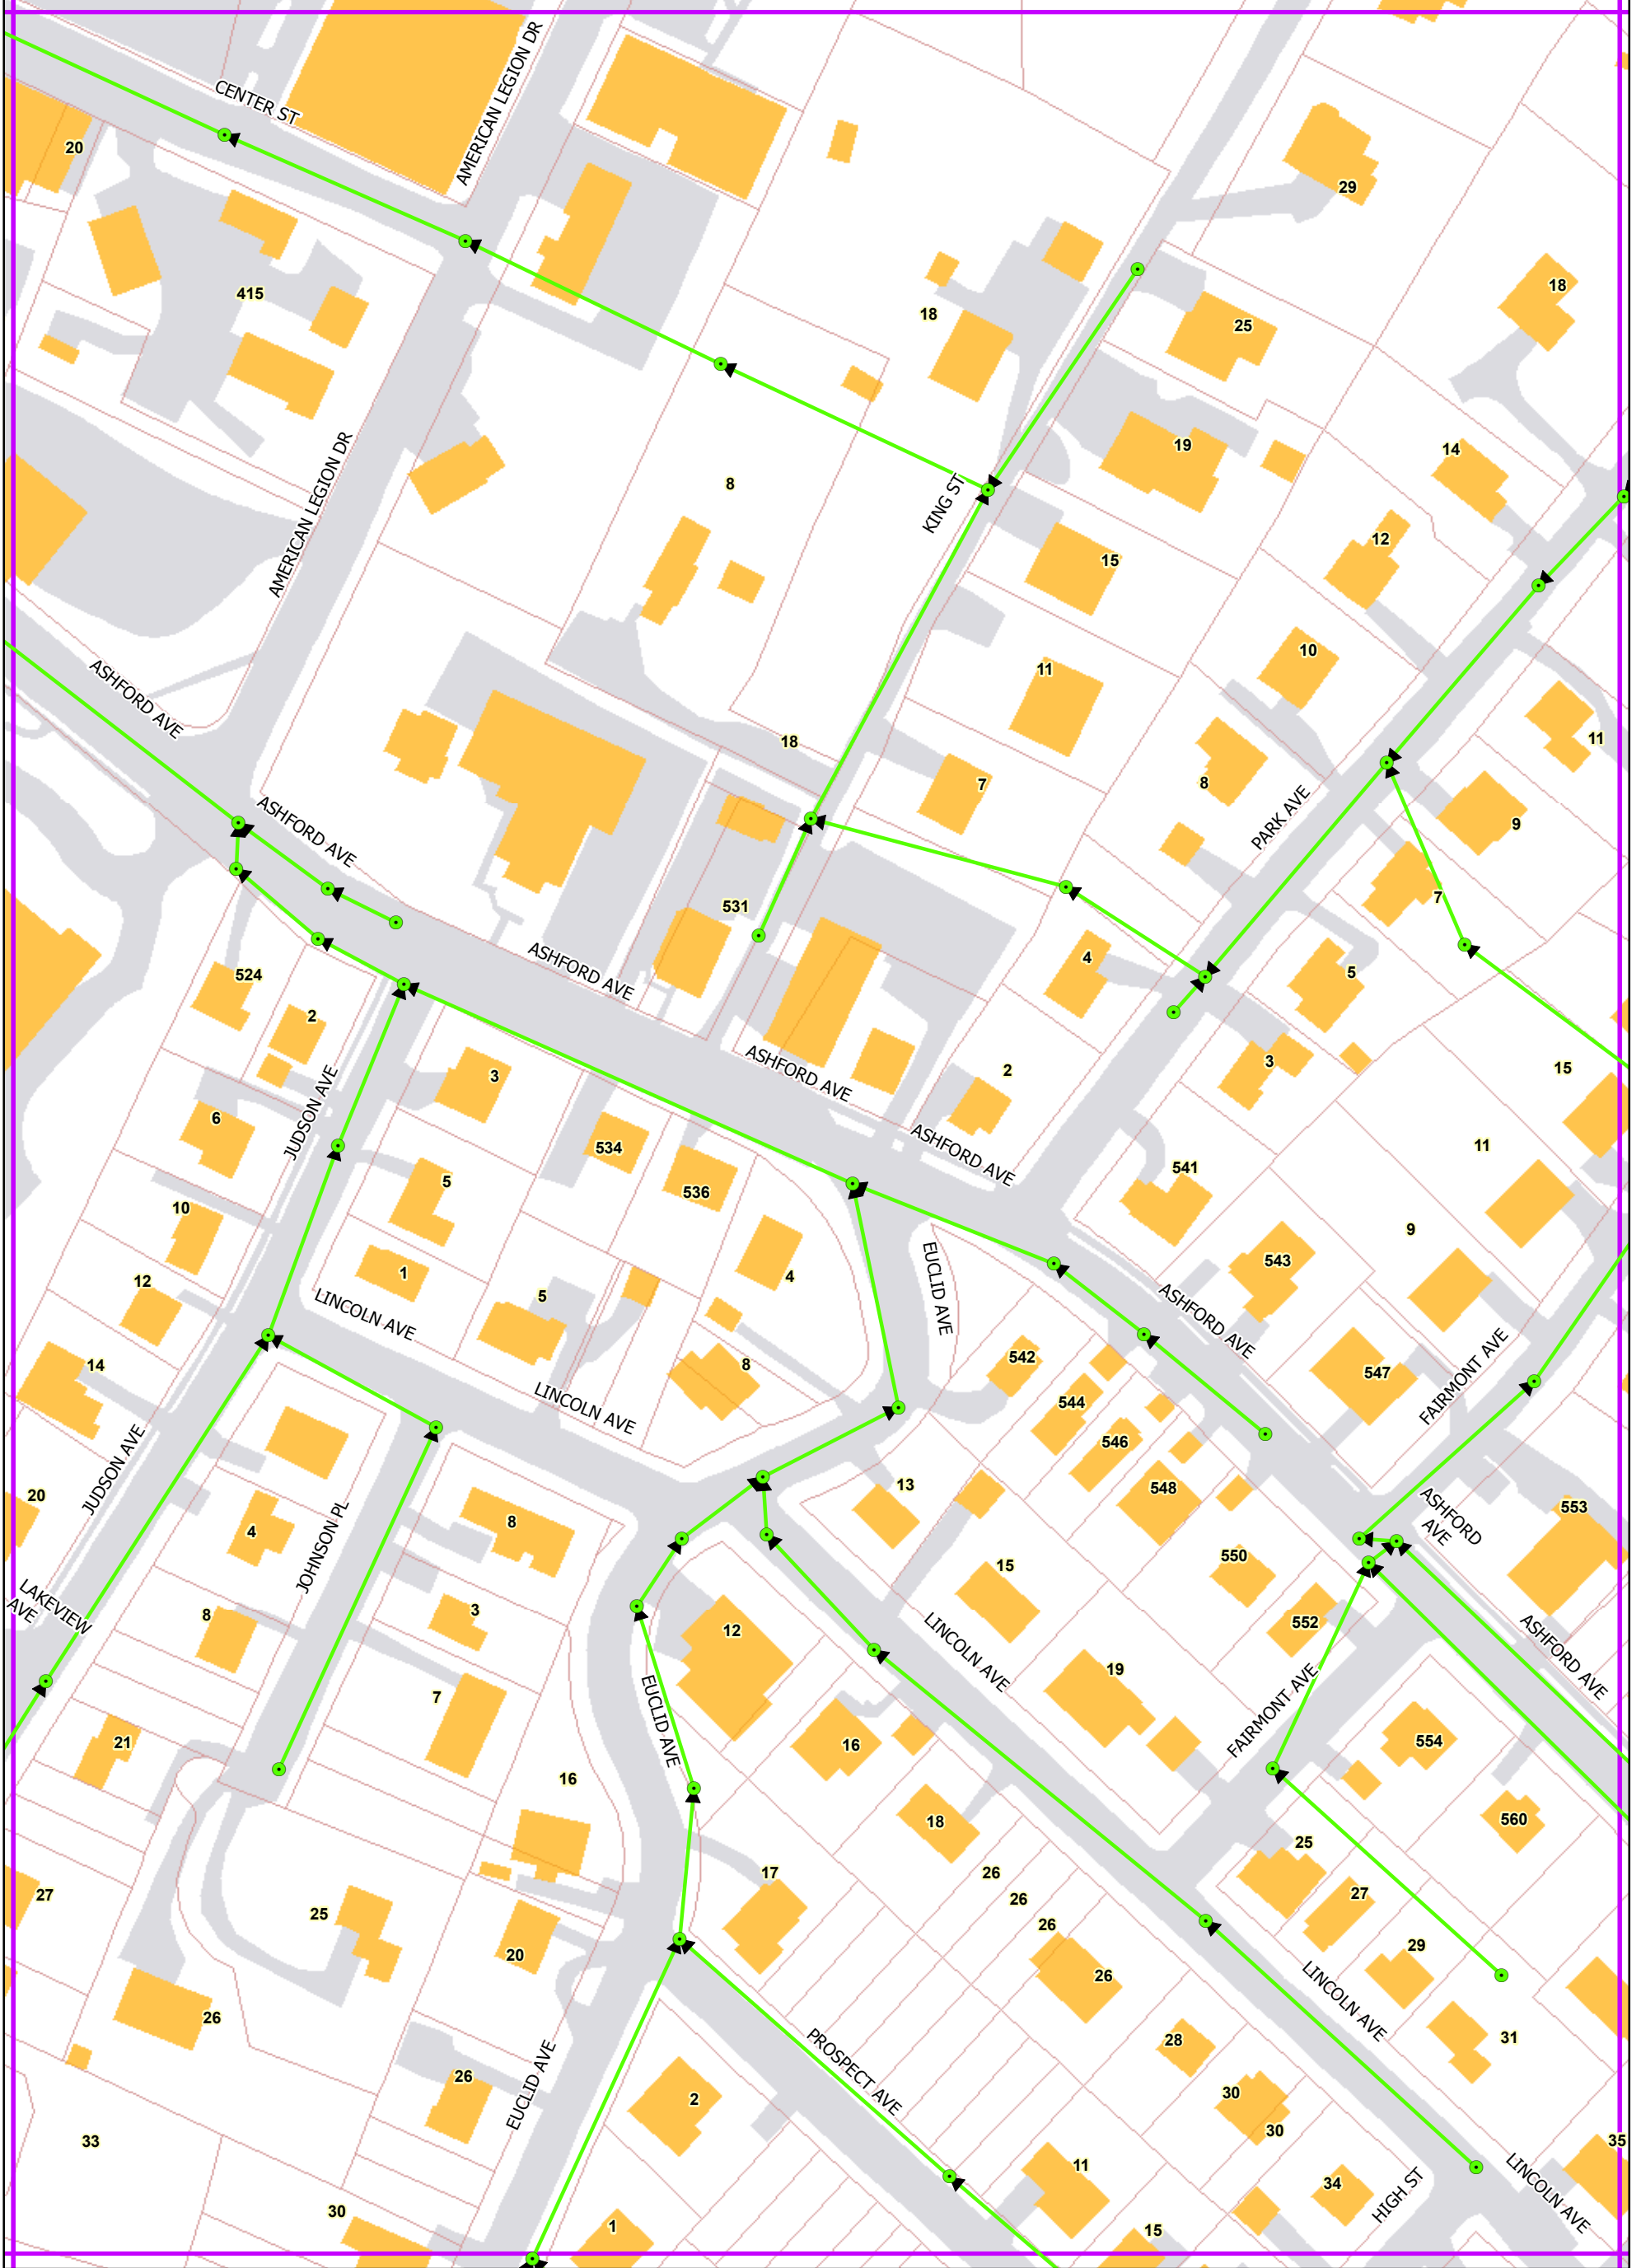 CENTER ST
AMERICAN LEGION DR
20
29
415
18
25
18
AMERICAN LEGION DR
8
KING ST
19
14
15
12
10
11
ASHFORD AVE
18
7
8
11
PARK AVE
9
ASHFORD AVE
531
7
4
5
524
ASHFORD AVE
2
3
ASHFORD AVE
2
3
15
JUDSON AVE
6
534
ASHFORD AVE
11
541
5
536
10
9
1
4
EUCLID AVE
543
12
LINCOLN AVE
5
ASHFORD AVE
14
8
542
547
FAIRMONT AVE
LINCOLN AVE
544
546
JUDSON AVE
20
13
548
ASHFORD
AVE
553
4
JOHNSON PL
8
15
550
LAKEVIEW
AVE
8
3
12
LINCOLN AVE
552
ASHFORD AVE
7
EUCLID AVE
19
FAIRMONT AVE
21
16
16
554
18
560
25
17
26
27
26
27
25
20
26
29
26
LINCOLN AVE
26
28
31
PROSPECT AVE
26
EUCLID AVE
2
30
30
33
11
35
34
HIGH ST
LINCOLN AVE
30
1
15